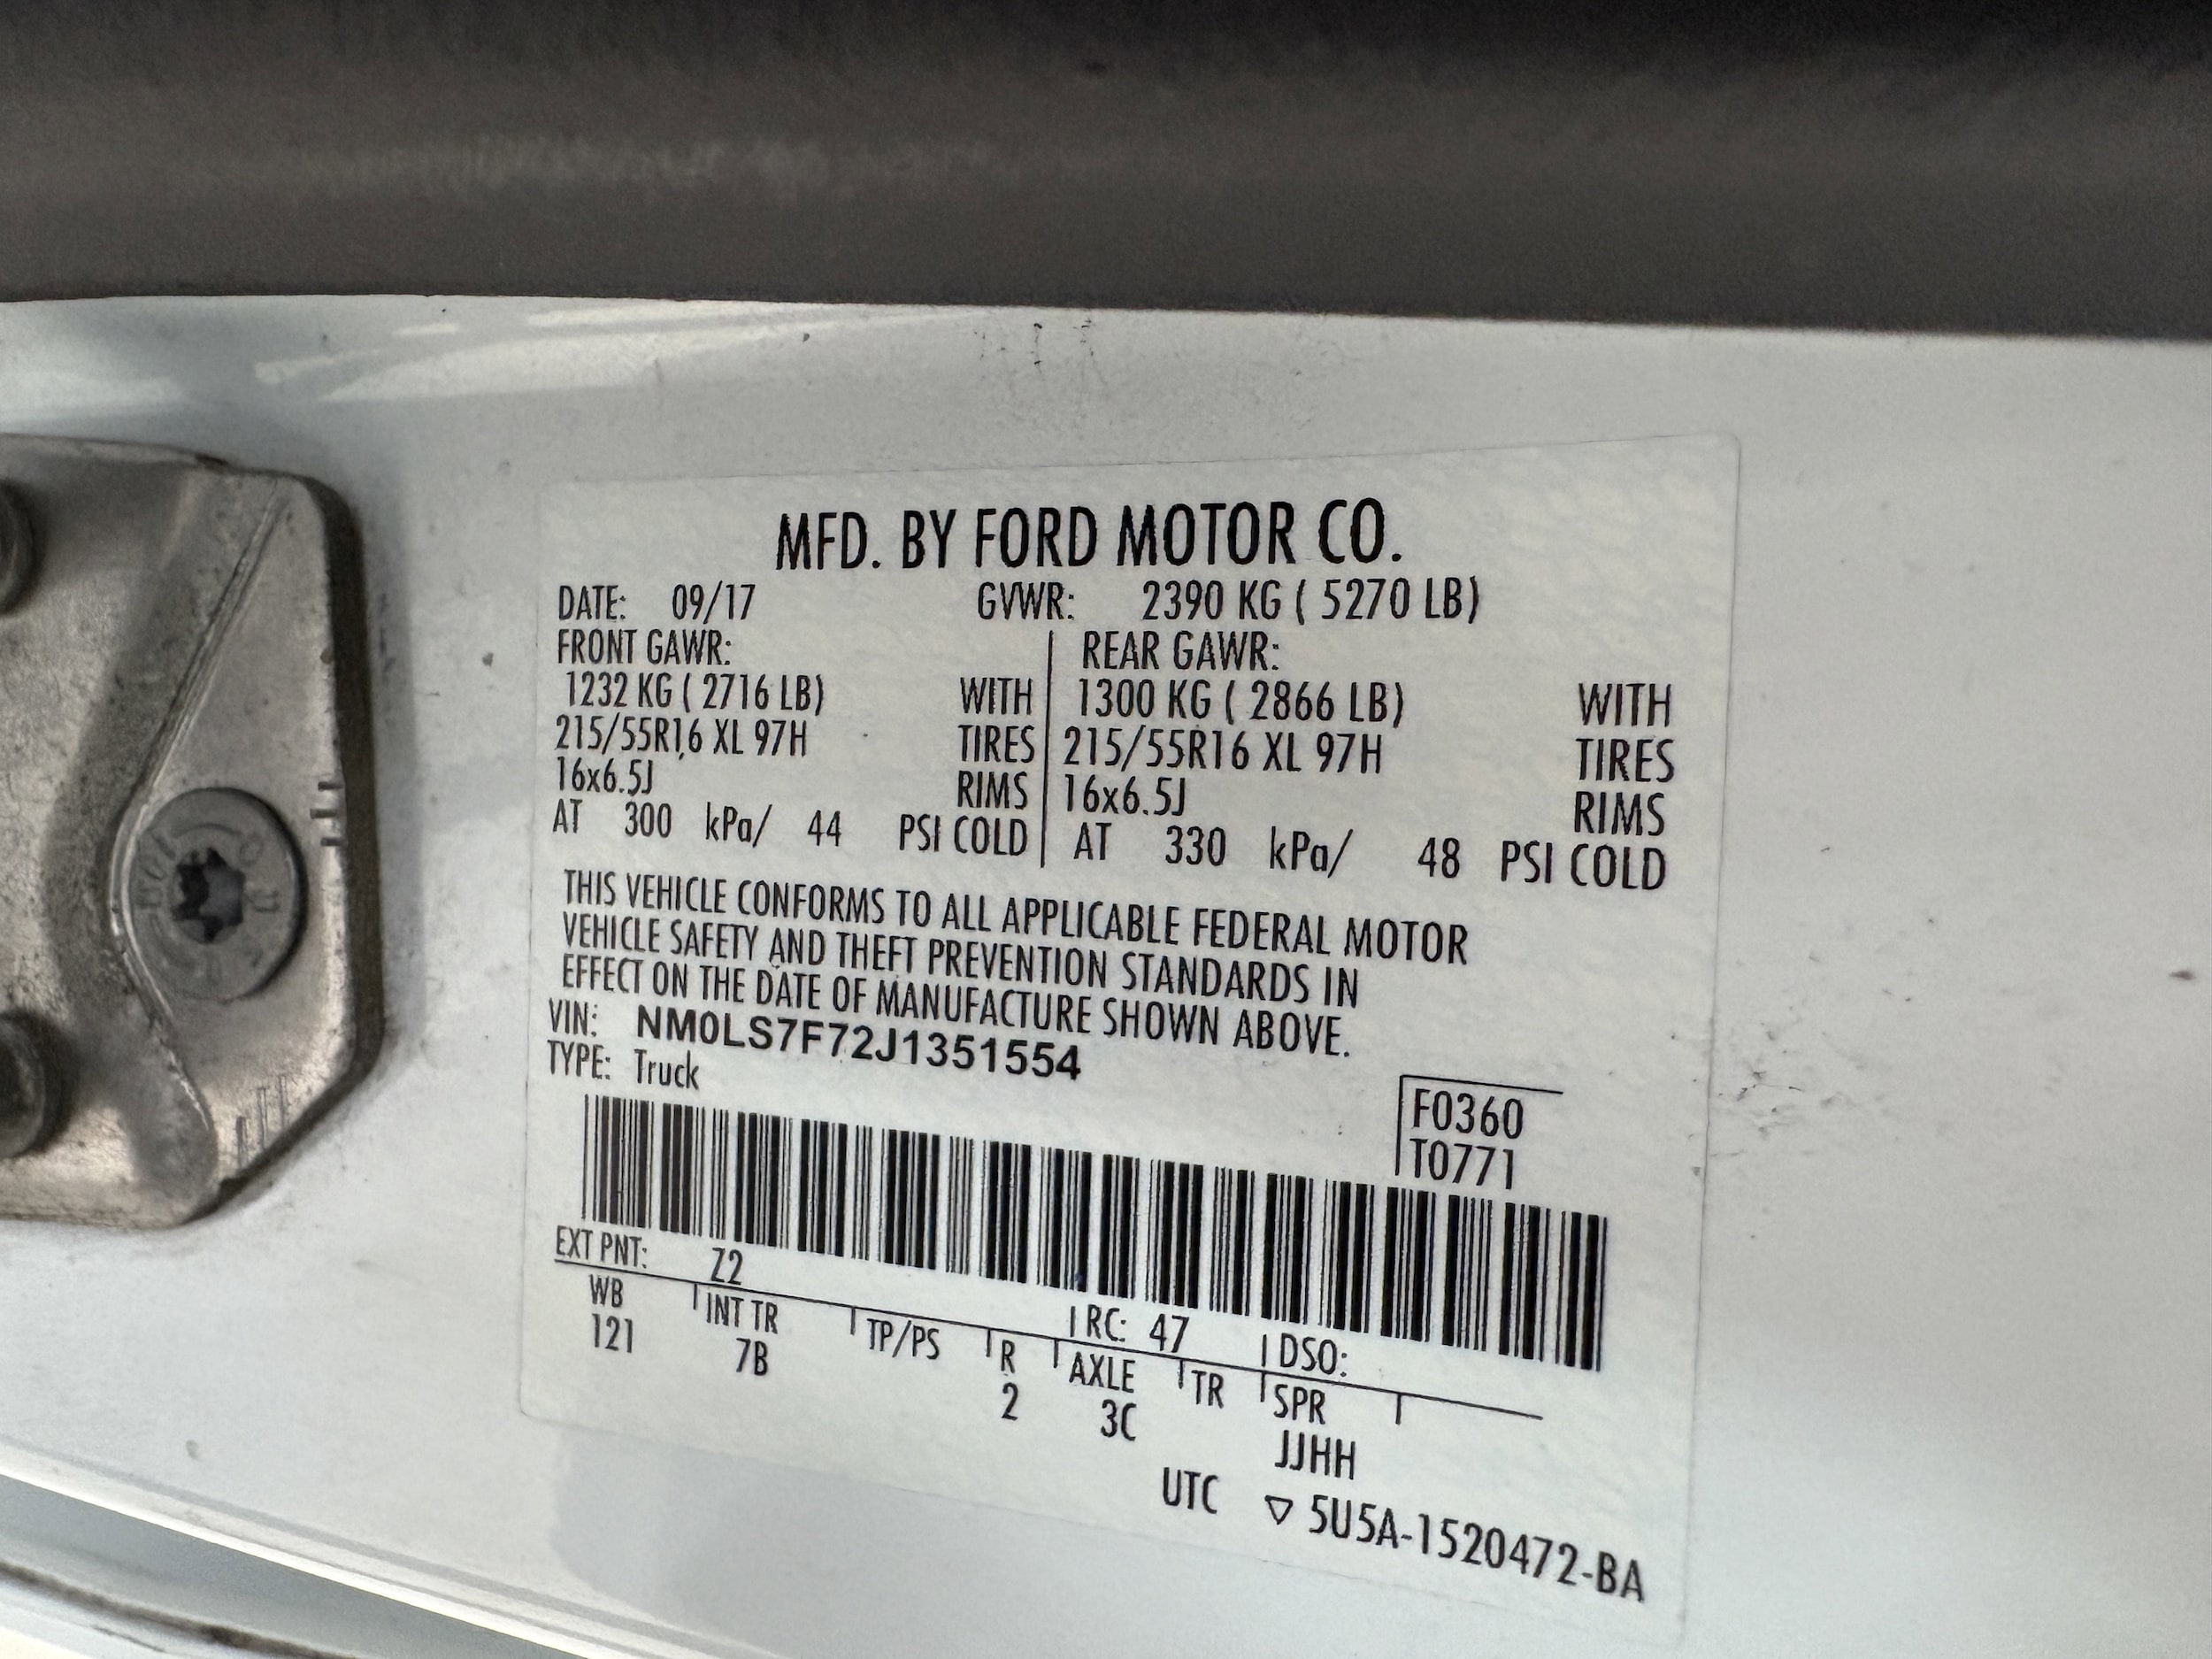 MFD. BY FORD MOTOR CO.
DATE: 09/17 GVWR: 2390 KG ( 5270 LB)
FRONT GAWR: REAR GAWR:
1232 KG ( 2716 LB) WITH 1300 KG ( 2866 LB) WITH
215/55R16 XL 97H TIRES 215/55R16 XL 97H TIRES
16x6.5J RIMS 16x6.5J RIMS
AT 300 kPa/ 44 PSI COLD AT 330 kPa/ 48 PSI COLD
THIS VEHICLE CONFORMS TO ALL APPLICABLE FEDERAL MOTOR
VEHICLE SAFETY AND THEFT PREVENTION STANDARDS IN
EFFECT ON THE DATE OF MANUFACTURE SHOWN ABOVE.
VIN: NM0LS7F72J1351554
TYPE: Truck
F0360
T0771
EXT PNT: Z2 RC: 47 DSO:
WB INT TR TP/PS R AXLE TR SPR
121 7B 2 3C JJHH
UTC ▽ 5U5A-1520472-BA